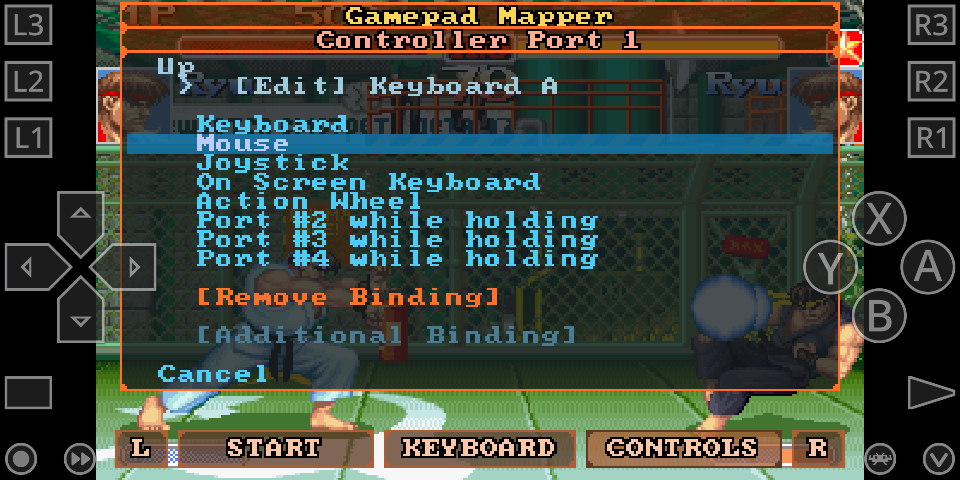 Gamepad Mapper
Controller Port 1
Up
> [Edit] Keyboard A
Keyboard
Mouse
Joystick
On Screen Keyboard
Action Wheel
Port #2 while holding
Port #3 while holding
Port #4 while holding
[Remove Binding]
[Additional Binding]
Cancel
L
START
KEYBOARD
CONTROLS
R
L3
L2
L1
R3
R2
R1
X
Y
A
B
Ryu
Ryu
1P